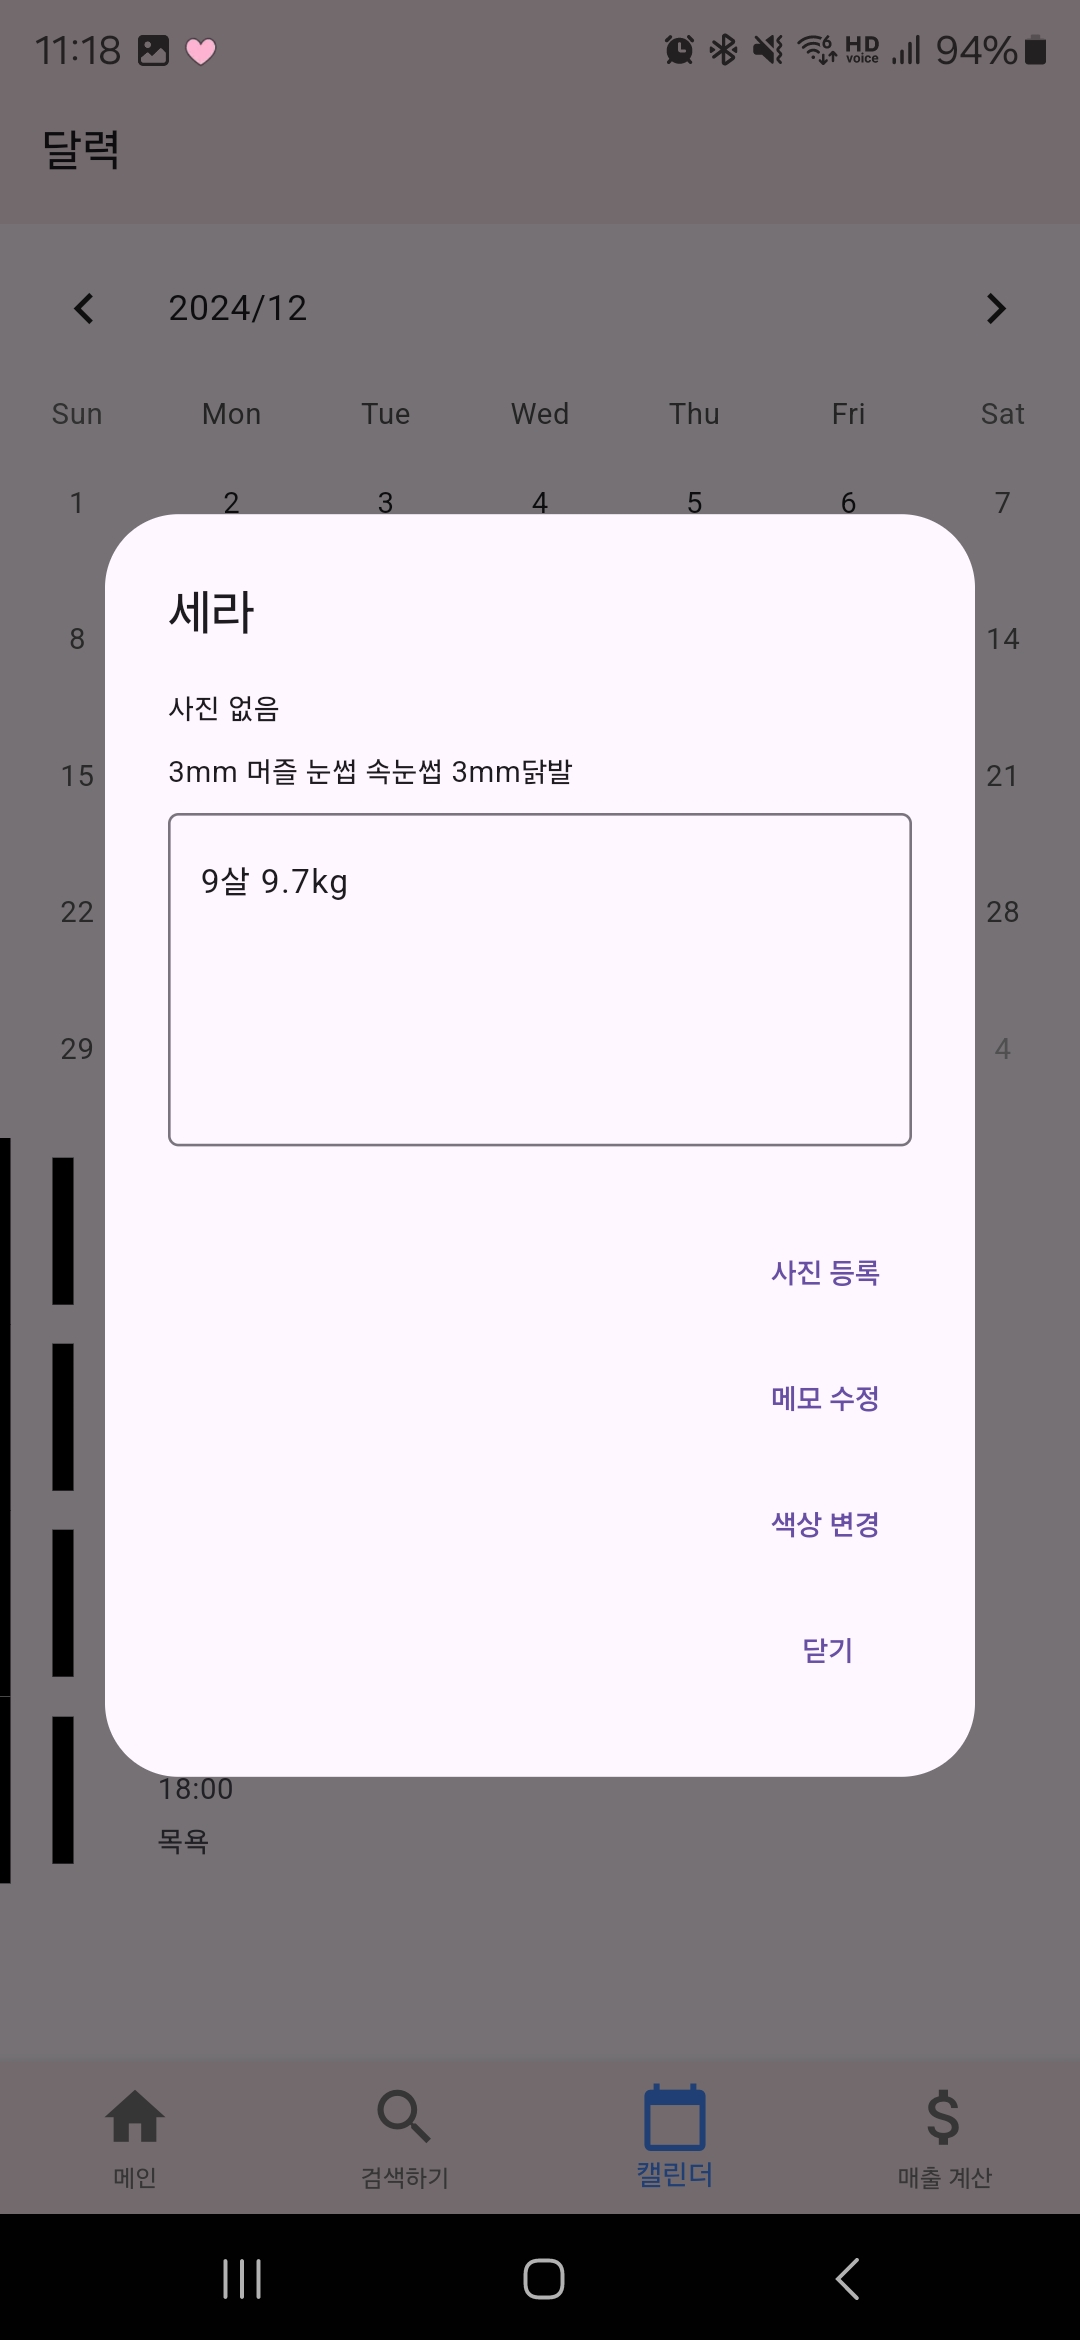 11:18
6
HD
voice
94%
달력
2024/12
Sun Mon Tue Wed Thu Fri Sat
1 2 3 4 5 6 7
세라
8 14
사진 없음
3mm 머즐 눈썹 속눈썹 3mm닭발
15 21
9살 9.7kg
22 28
29 4
사진 등록
메모 수정
색상 변경
닫기
18:00
목욕
메인 검색하기 캘린더 매출 계산